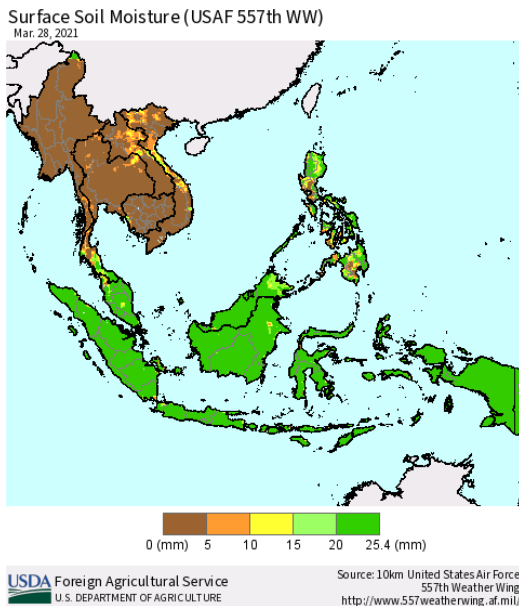 Surface Soil Moisture (USAF 557th WW)
Mar. 28, 2021
0 (mm) 5 10 15 20 25.4 (mm)
USDA Foreign Agricultural Service
U.S. DEPARTMENT OF AGRICULTURE
Source: 10km United States Air Force
557th Weather Wing
http://www.557weatherwing.af.mil/